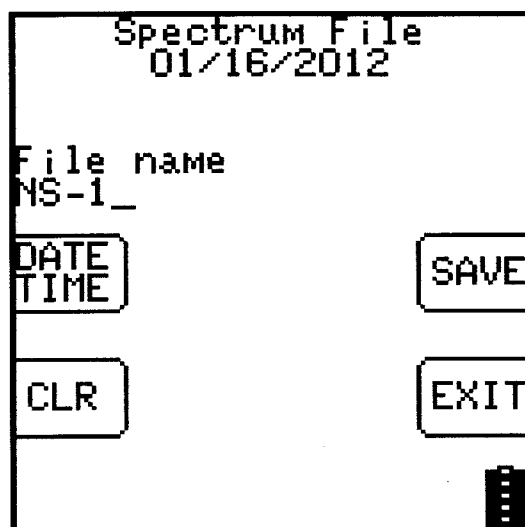 Spectrum File
01/16/2012
File name
NS-1_
DATE
TIME
SAVE
CLR
EXIT